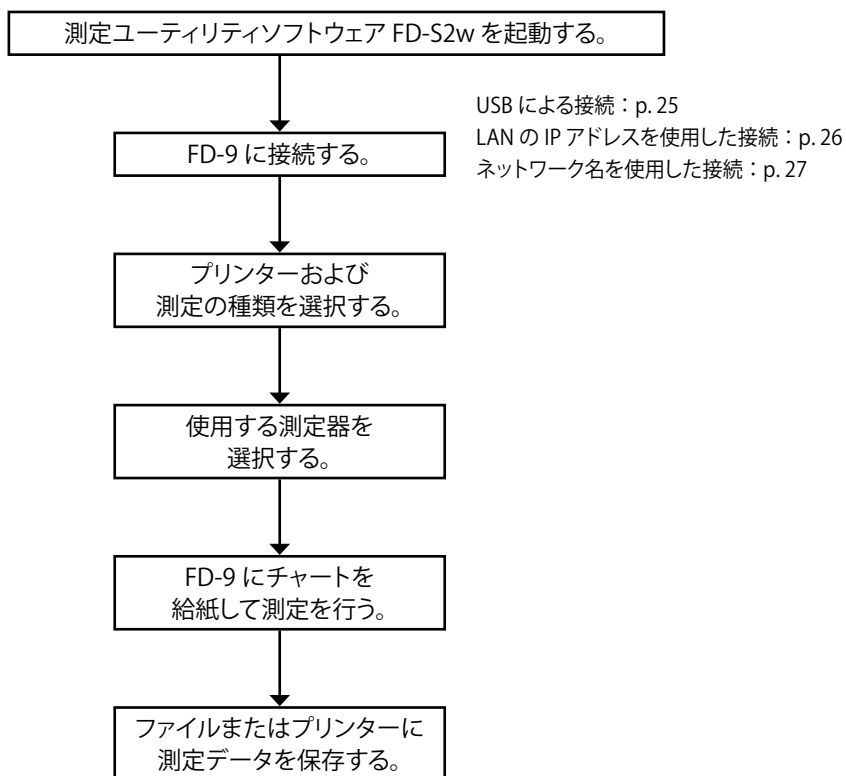 測定ユーティリティソフトウェア FD-S2w を起動する。
USB による接続：p. 25
LAN の IP アドレスを使用した接続：p. 26
ネットワーク名を使用した接続：p. 27
FD-9 に接続する。
プリンターおよび
測定の種類を選択する。
使用する測定器を
選択する。
FD-9 にチャートを
給紙して測定を行う。
ファイルまたはプリンターに
測定データを保存する。